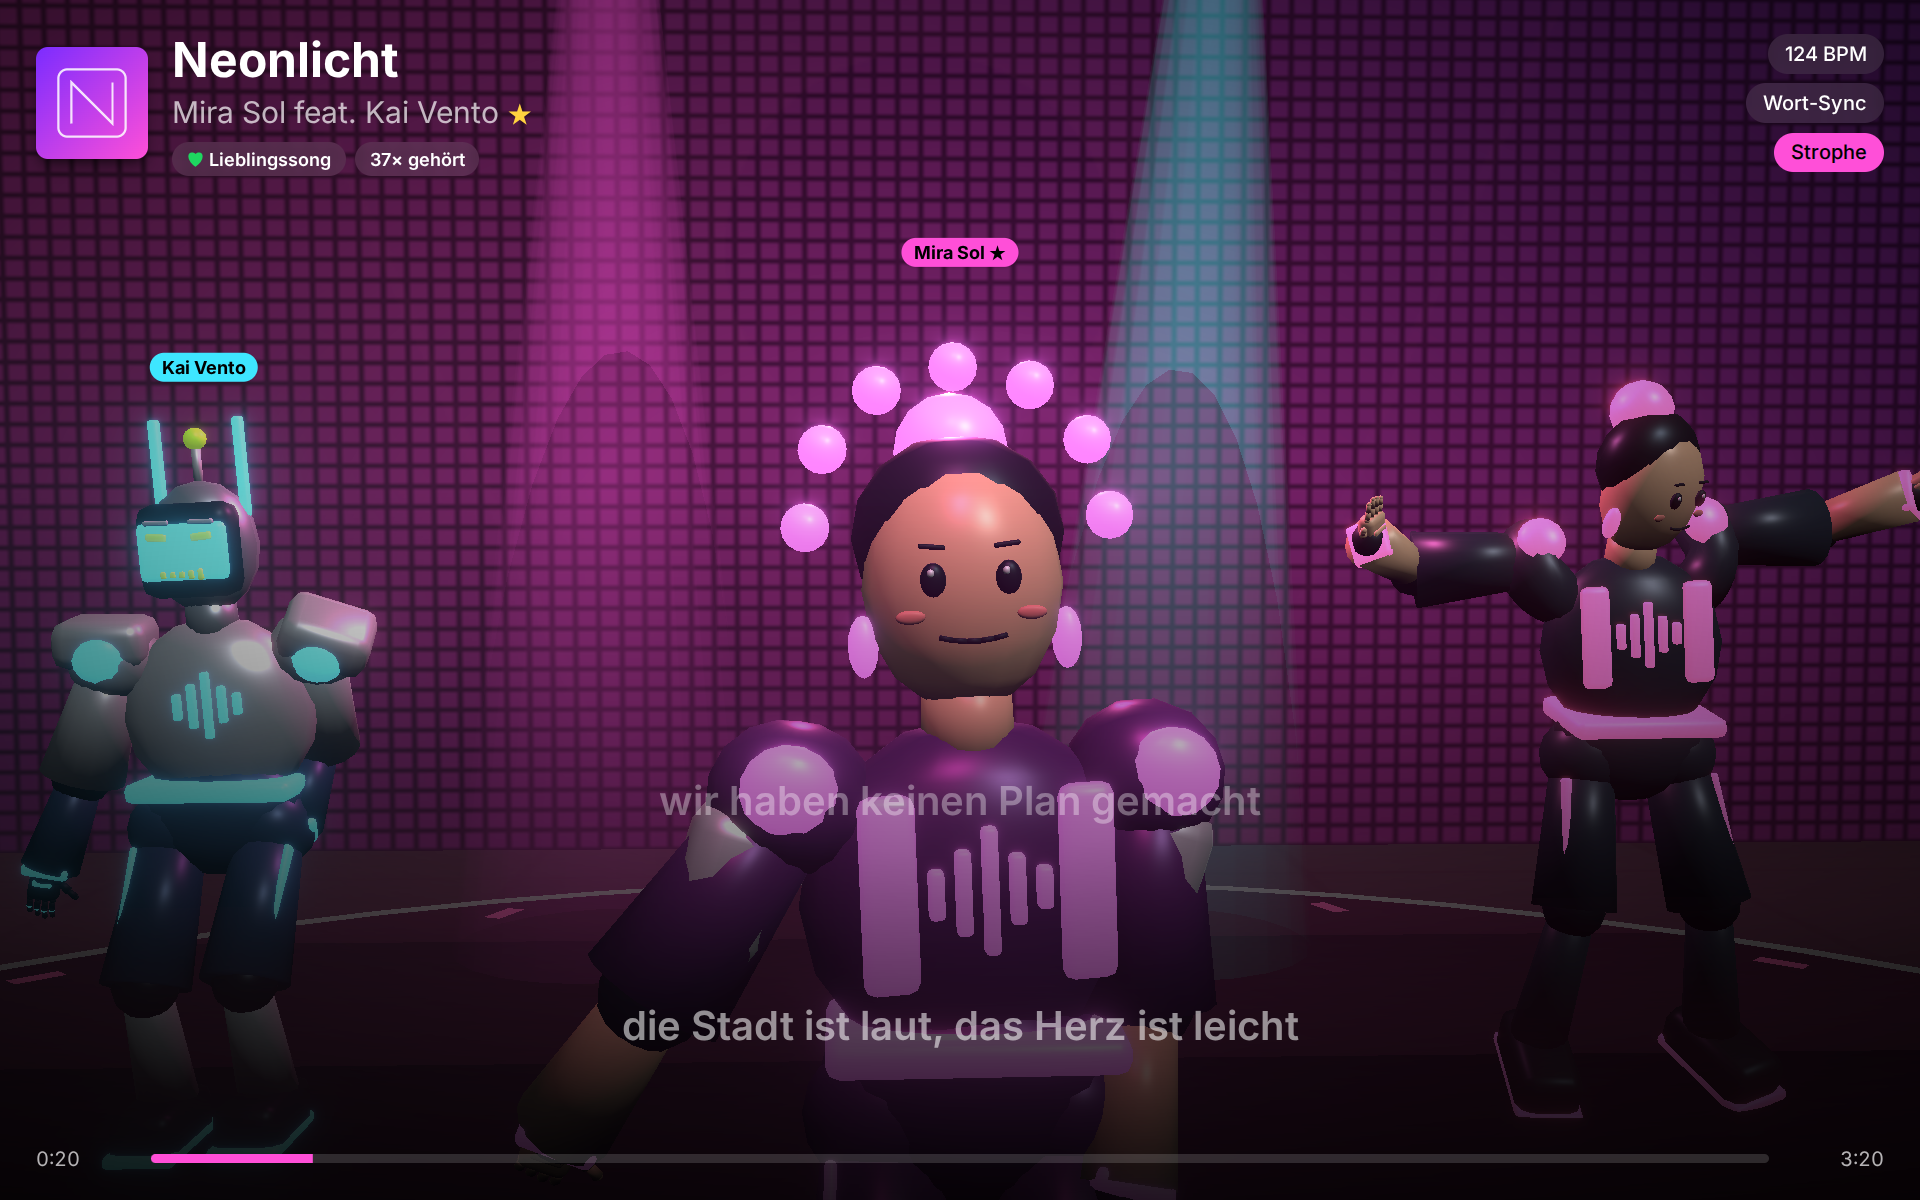 Neonlicht
Mira Sol feat. Kai Vento ★
Lieblingssong
37× gehört
124 BPM
Wort-Sync
Strophe
N
Mira Sol ★
Kai Vento
wir haben keinen Plan gemacht
die Stadt ist laut, das Herz ist leicht
0:20
3:20